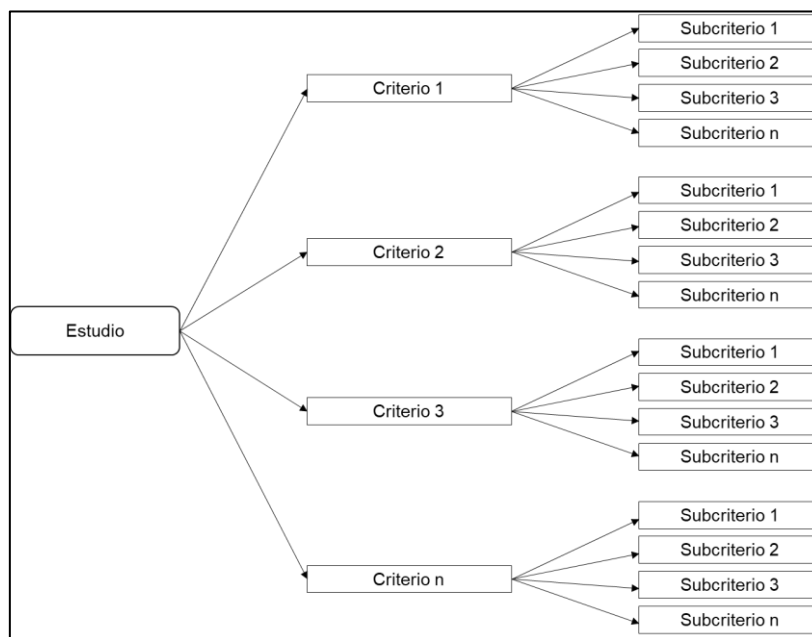 Estudio
Criterio 1
Subcriterio 1
Subcriterio 2
Subcriterio 3
Subcriterio n
Criterio 2
Subcriterio 1
Subcriterio 2
Subcriterio 3
Subcriterio n
Criterio 3
Subcriterio 1
Subcriterio 2
Subcriterio 3
Subcriterio n
Criterio n
Subcriterio 1
Subcriterio 2
Subcriterio 3
Subcriterio n